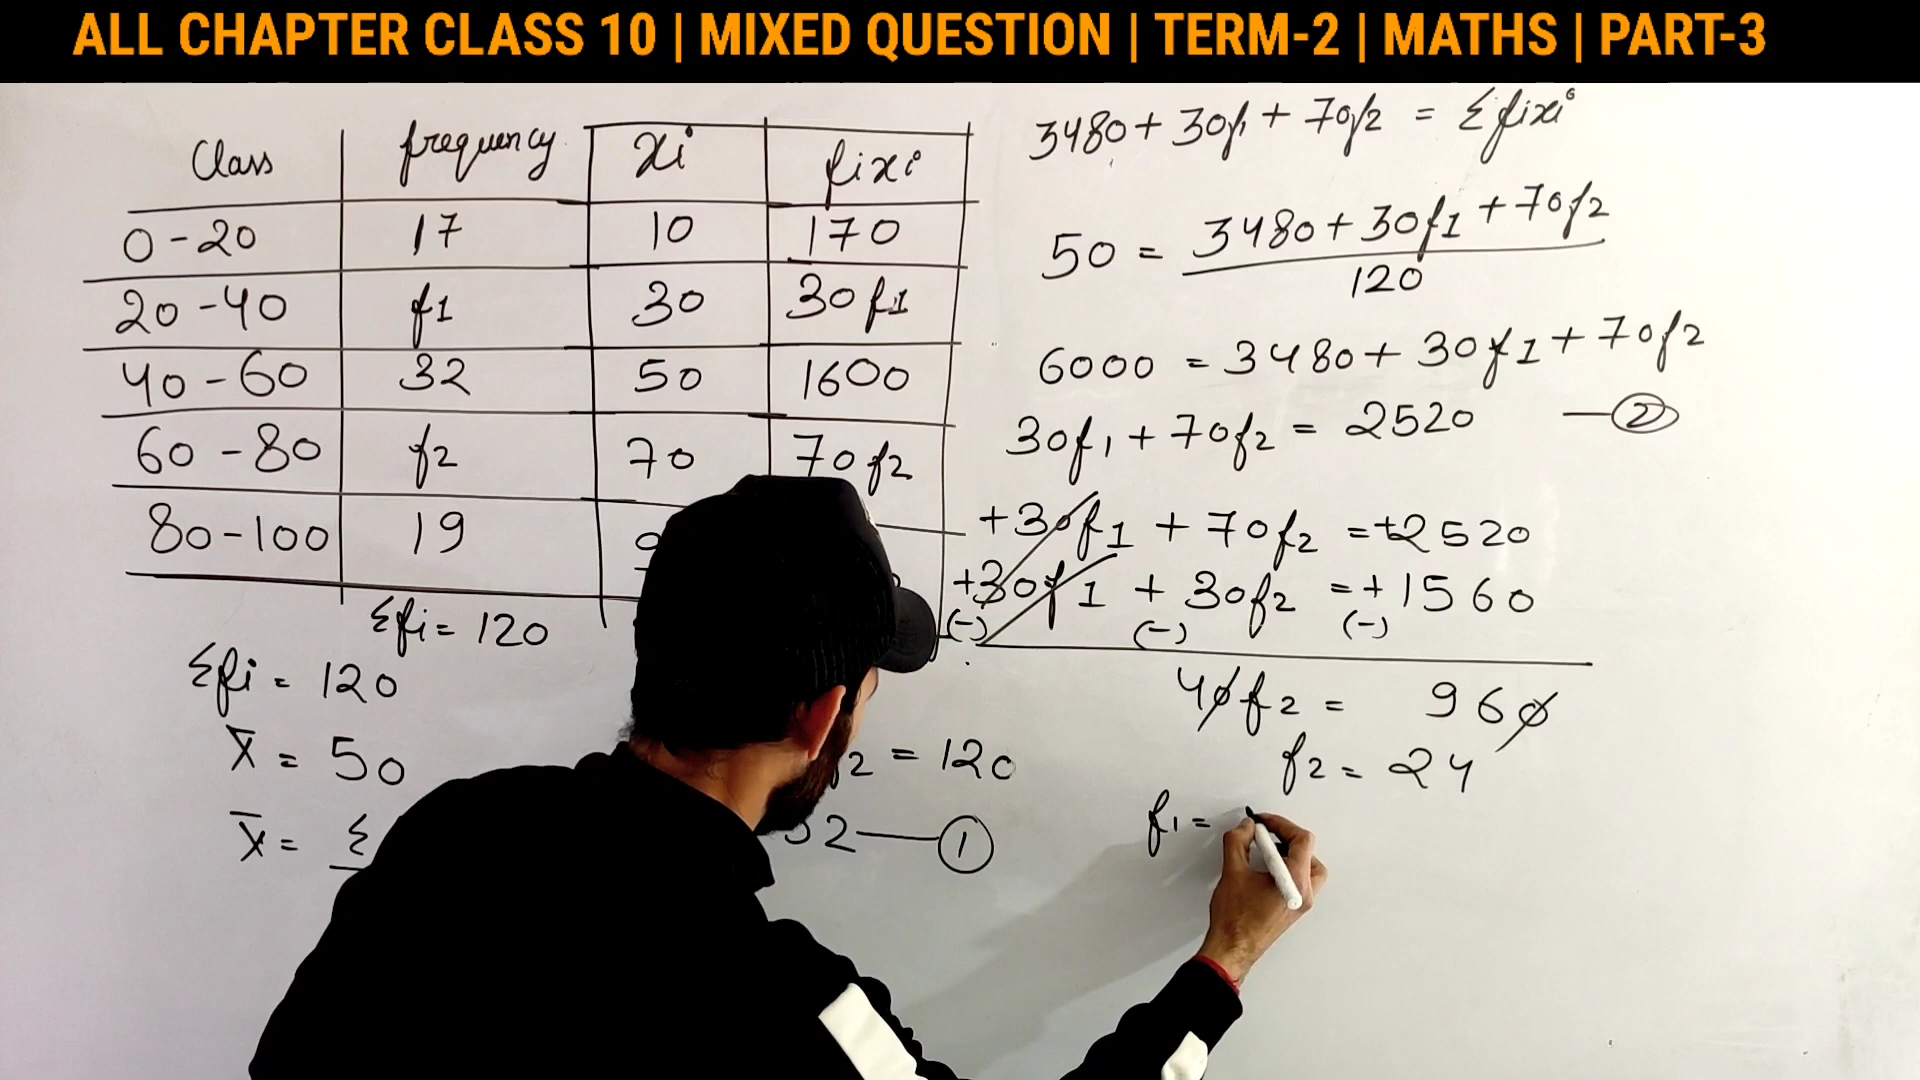 ALL CHAPTER CLASS 10 | MIXED QUESTION | TERM-2 | MATHS | PART-3
Class frequency xi fixi
0-20 17 10 170
20-40 f1 30 30f1
40-60 32 50 1600
60-80 f2 70 70f2
80-100 19 9
Σfi = 120
Σfi = 120
x̄ = 50
x̄ = Σ
f2 = 120
52 — ①
3480 + 30f1 + 70f2 = Σfixi
50 = 3480 + 30f1 + 70f2
120
6000 = 3480 + 30f1 + 70f2
30f1 + 70f2 = 2520 — ②
+30f1 + 70f2 = +2520
+30f1 + 30f2 = +1560
(-) (-) (-)
40f2 = 960
f2 = 24
f1 =